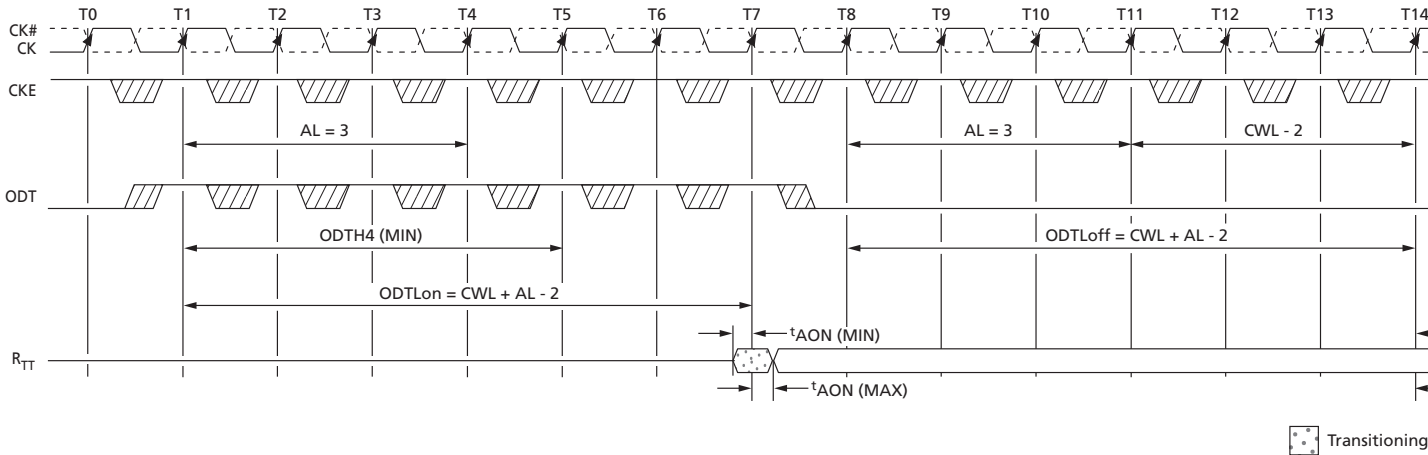 T0 T1 T2 T3 T4 T5 T6 T7 T8 T9 T10 T11 T12 T13 T14
CK#
CK
CKE
AL = 3 AL = 3 CWL - 2
ODT
ODTH4 (MIN) ODTLoff = CWL + AL - 2
ODTLon = CWL + AL - 2
tAON (MIN)
RTT
tAON (MAX)
Transitioning